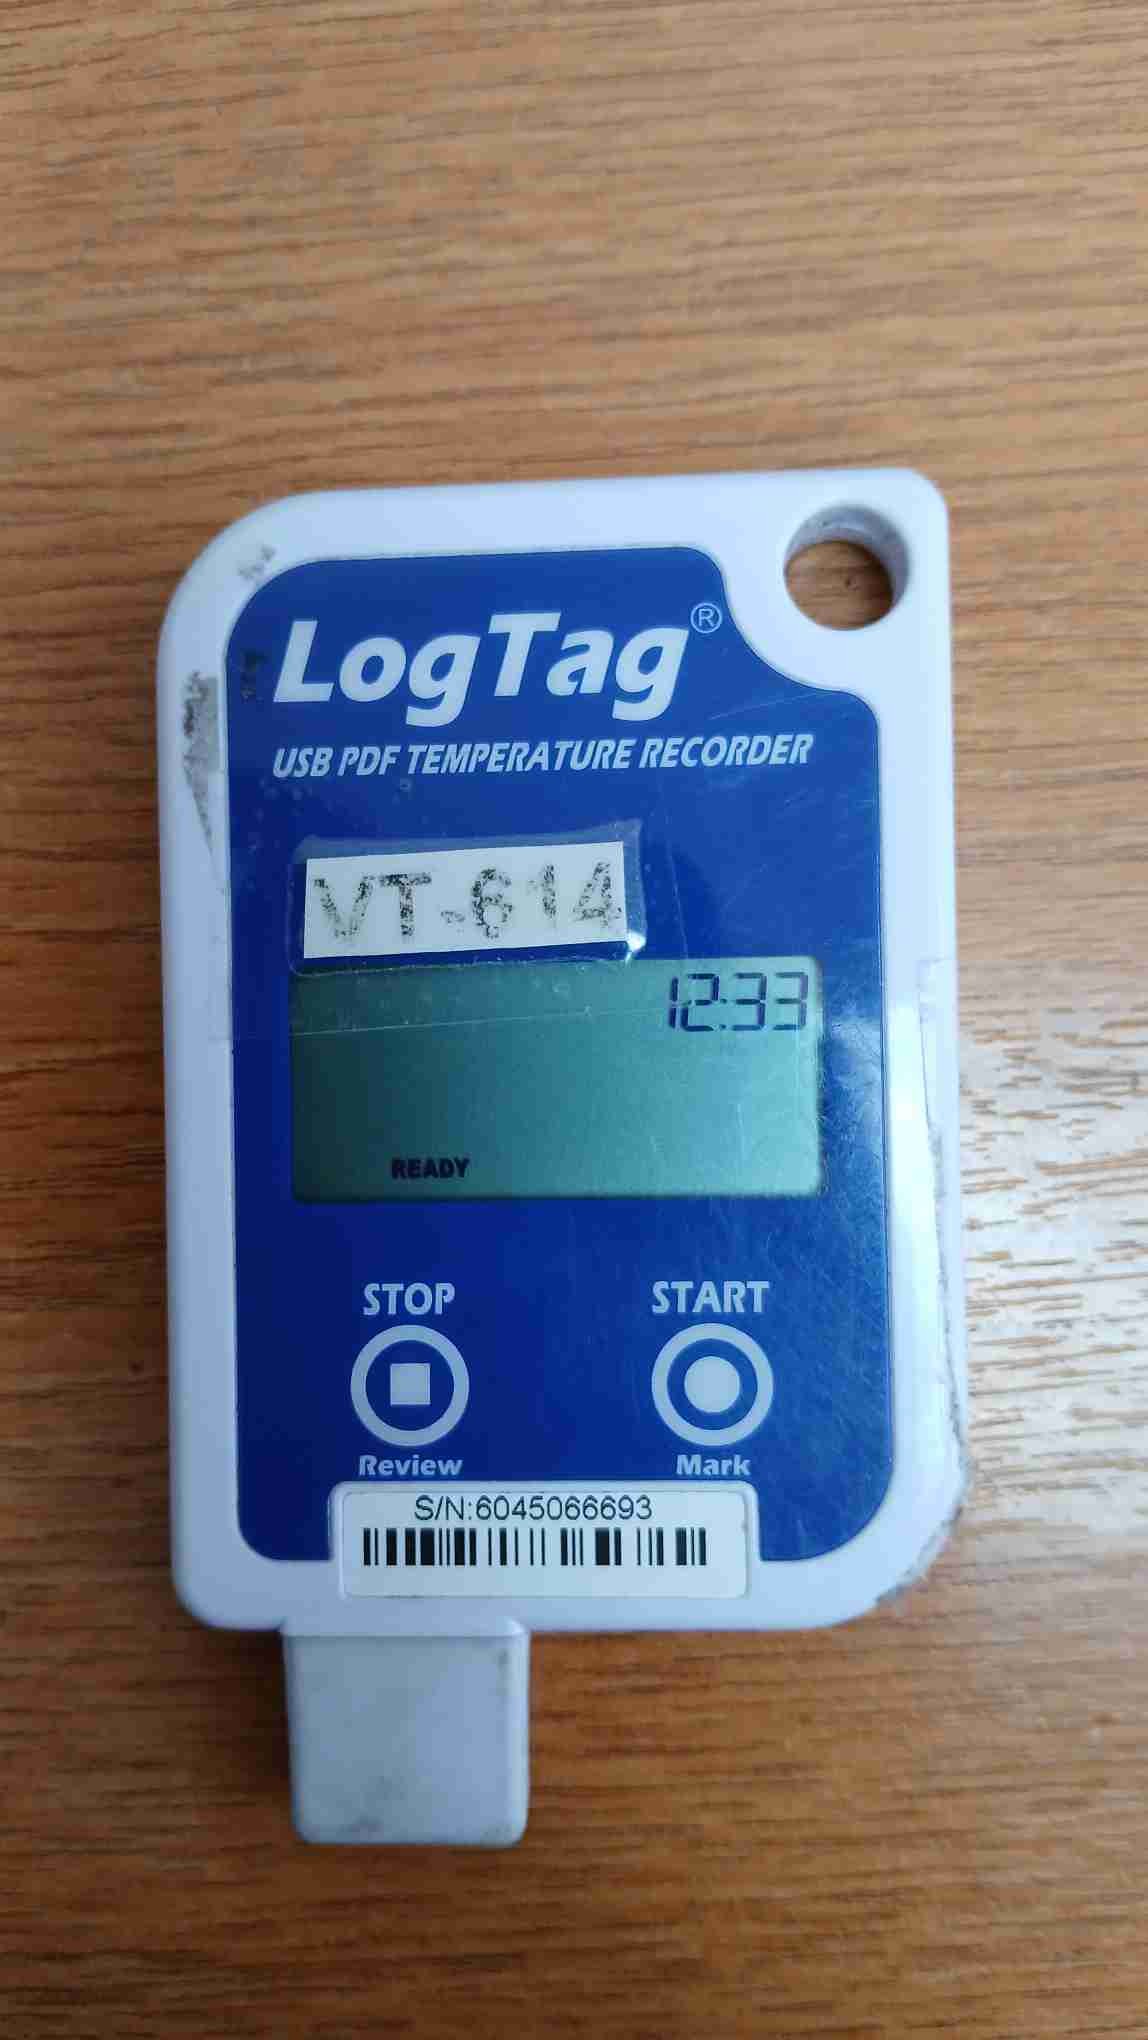 LogTag®
USB PDF TEMPERATURE RECORDER
VT-614
12:33
READY
STOP START
Review Mark
S/N:6045066693